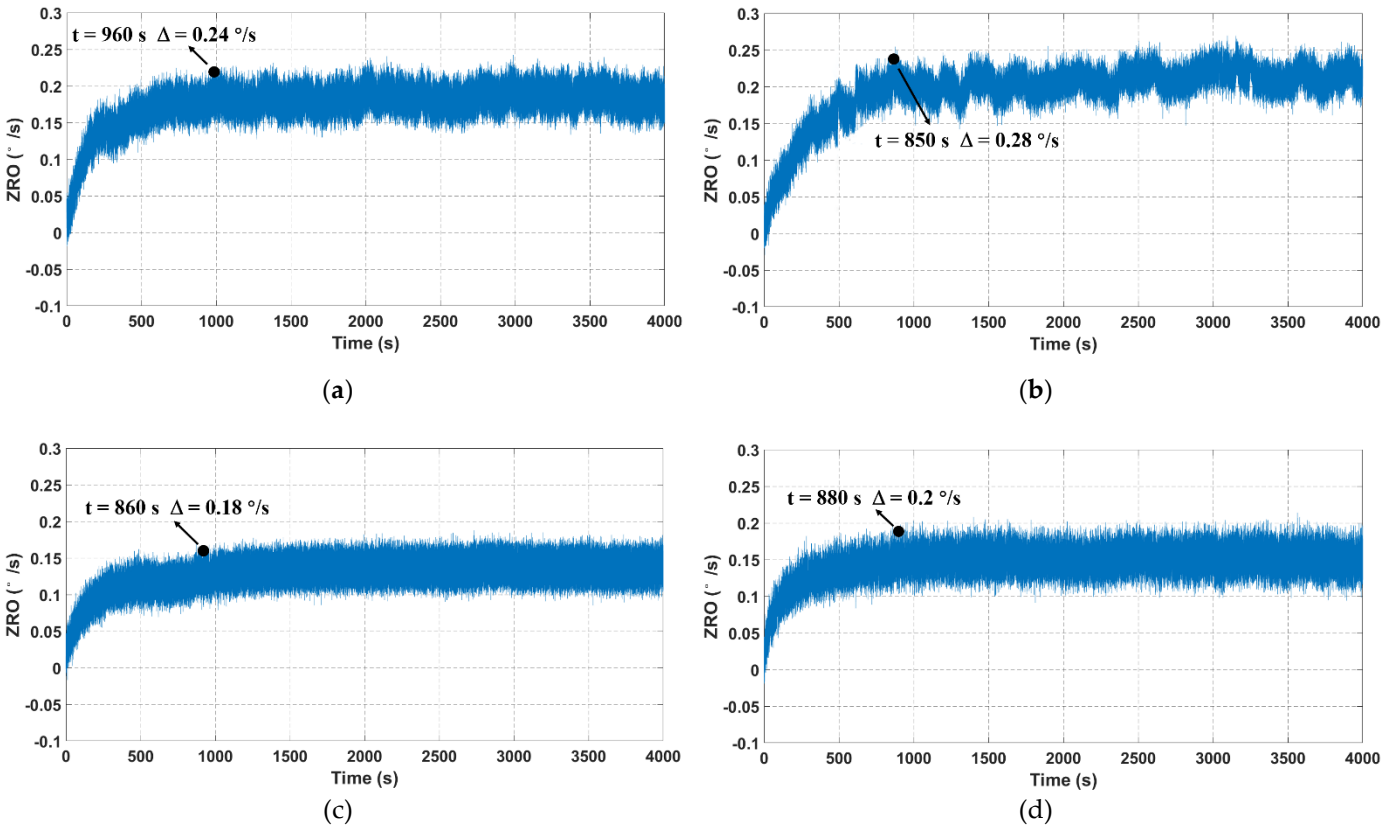 0.3
t = 960 s Δ = 0.24 °/s
0.25
0.2
0.15
0.1
0.05
0
-0.05
-0.1
ZRO (° /s)
0 500 1000 1500 2000 2500 3000 3500 4000
Time (s)
(a)
0.3
0.25
0.2
t = 850 s Δ = 0.28 °/s
0.15
0.1
0.05
0
-0.05
-0.1
ZRO (° /s)
0 500 1000 1500 2000 2500 3000 3500 4000
Time (s)
(b)
0.3
0.25
t = 860 s Δ = 0.18 °/s
0.2
0.15
0.1
0.05
0
-0.05
-0.1
ZRO (° /s)
0 500 1000 1500 2000 2500 3000 3500 4000
Time (s)
(c)
0.3
0.25
t = 880 s Δ = 0.2 °/s
0.2
0.15
0.1
0.05
0
-0.05
-0.1
ZRO (° /s)
0 500 1000 1500 2000 2500 3000 3500 4000
Time (s)
(d)